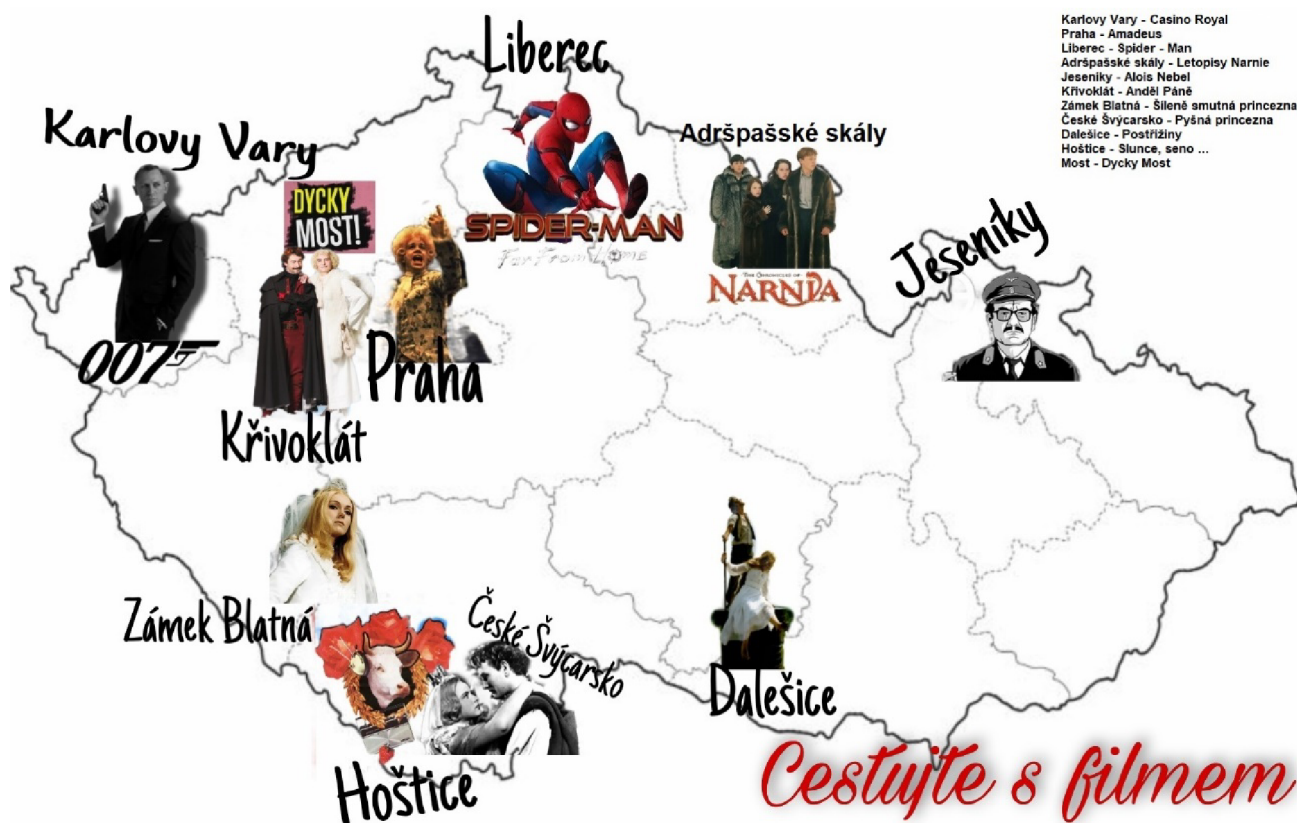 Karlovy Vary - Casino Royal
Praha - Amadeus
Liberec - Spider - Man
Adršpašské skály - Letopisy Narnie
Jeseníky - Alois Nebel
Křivoklát - Anděl Páně
Zámek Blatná - Šíleně smutná princezna
České Švýcarsko - Pyšná princezna
Dalešice - Postřižiny
Hoštice - Slunce, seno ...
Most - Dycky Most
Liberec
Karlovy Vary
Adršpašské skály
DYCKY
MOST!
SPIDER-MAN
Far From Home
THE CHRONICLES OF
NARNIA
Jeseníky
007
Praha
Křivoklát
Zámek Blatná
České Švýcarsko
Dalešice
Hoštice
Cestujte s filmem